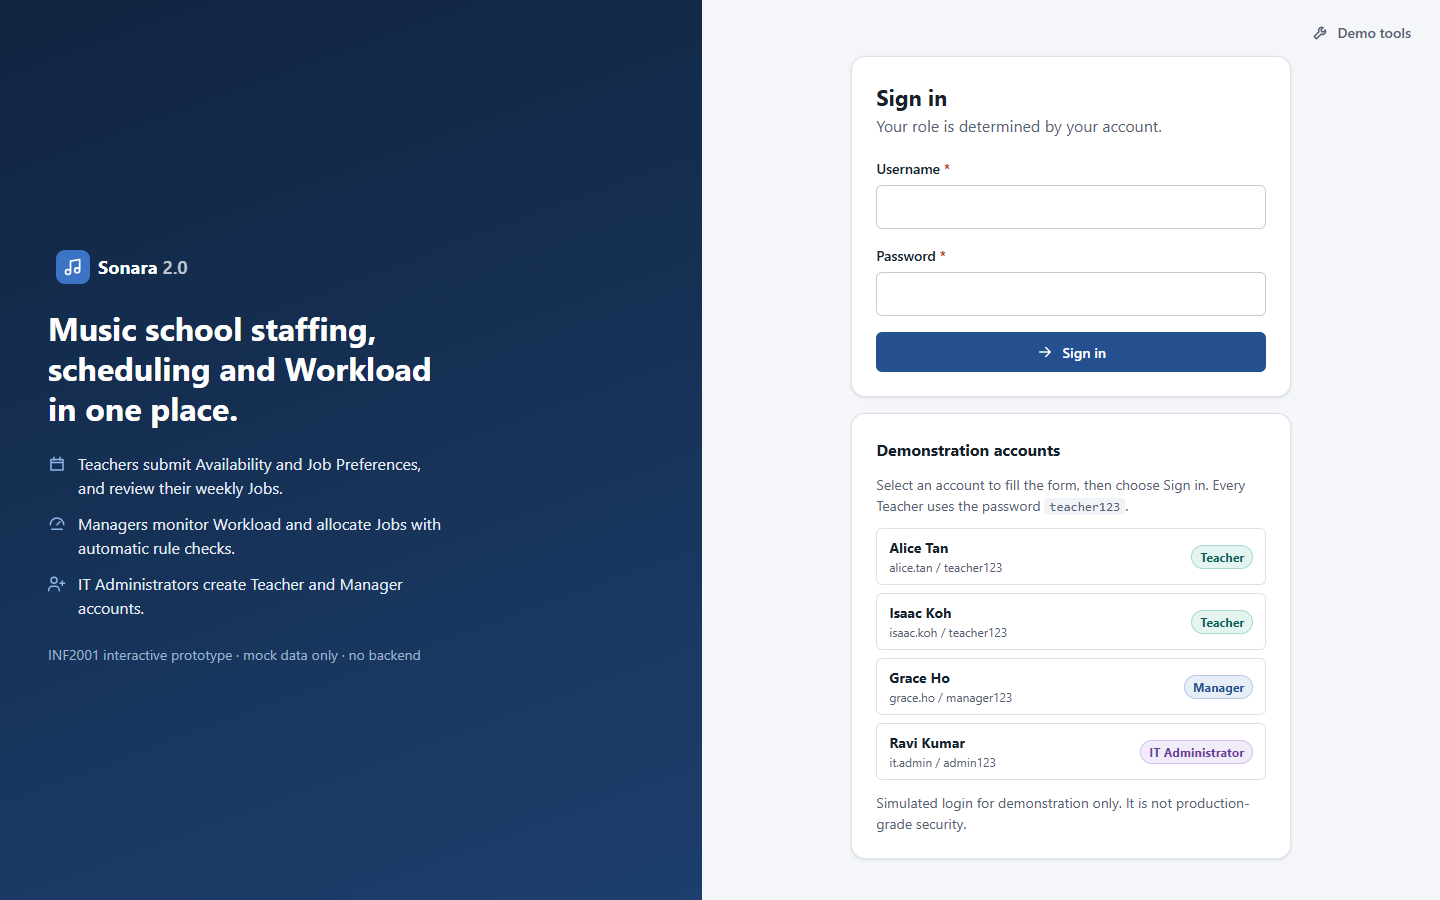 Demo tools
Sonara 2.0
Music school staffing,
scheduling and Workload
in one place.
Teachers submit Availability and Job Preferences,
and review their weekly Jobs.
Managers monitor Workload and allocate Jobs with
automatic rule checks.
IT Administrators create Teacher and Manager
accounts.
INF2001 interactive prototype · mock data only · no backend
Sign in
Your role is determined by your account.
Username *
Password *
Sign in
Demonstration accounts
Select an account to fill the form, then choose Sign in. Every
Teacher uses the password teacher123.
Alice Tan
alice.tan / teacher123
Teacher
Isaac Koh
isaac.koh / teacher123
Teacher
Grace Ho
grace.ho / manager123
Manager
Ravi Kumar
it.admin / admin123
IT Administrator
Simulated login for demonstration only. It is not production-
grade security.